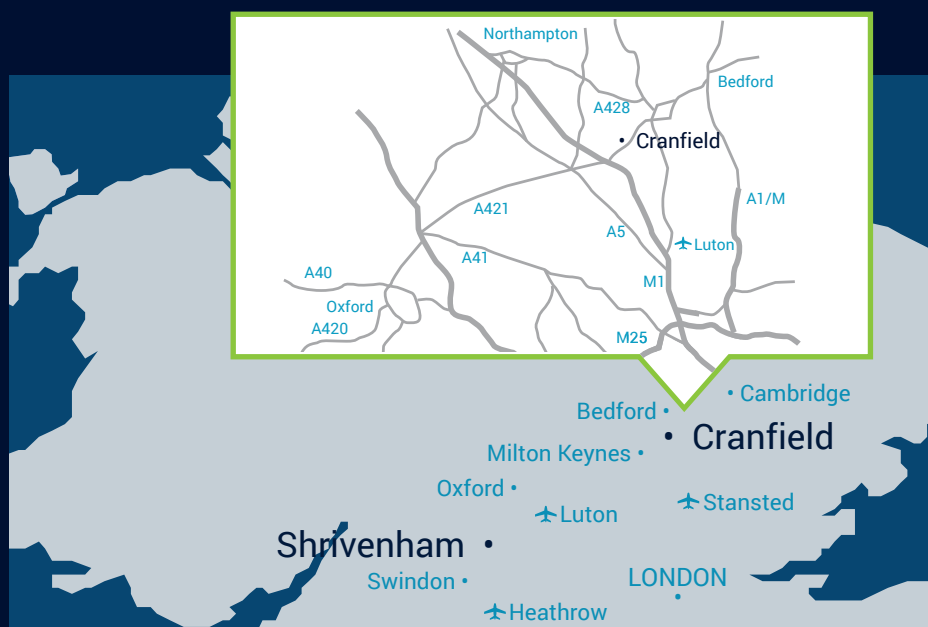 Northampton
Bedford
A428
Cranfield
A1/M
A421
A5
Luton
A41
A40
M1
Oxford
A420
M25
Cambridge
Bedford
Cranfield
Milton Keynes
Oxford
Stansted
Luton
Shrivenham
Swindon
LONDON
Heathrow